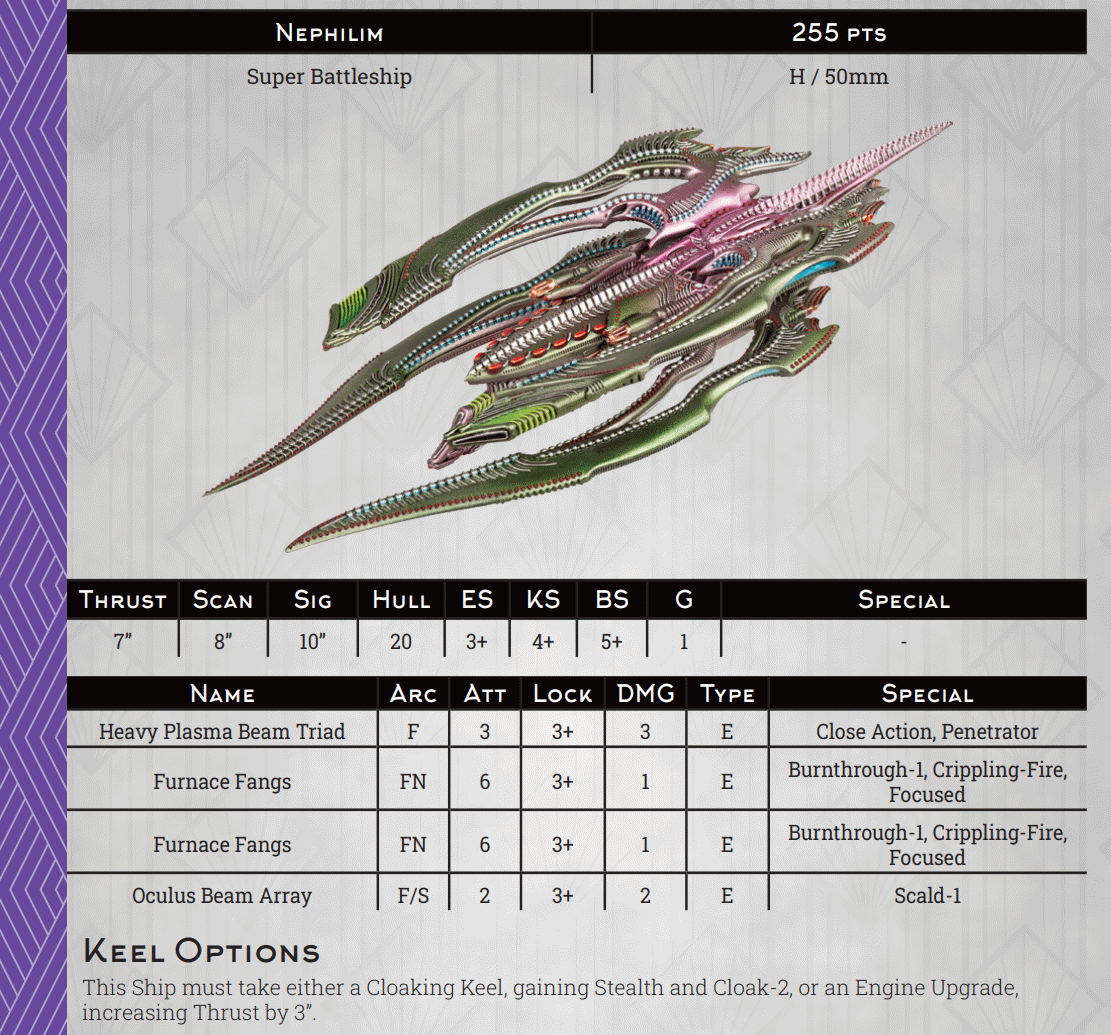 Nephilim 255 pts
Super Battleship H / 50mm
Thrust Scan Sig Hull ES KS BS G Special
7” 8” 10” 20 3+ 4+ 5+ 1 -
Name Arc Att Lock DMG Type Special
Heavy Plasma Beam Triad F 3 3+ 3 E Close Action, Penetrator
Furnace Fangs FN 6 3+ 1 E Burnthrough-1, Crippling-Fire,
Focused
Furnace Fangs FN 6 3+ 1 E Burnthrough-1, Crippling-Fire,
Focused
Oculus Beam Array F/S 2 3+ 2 E Scald-1
Keel Options
This Ship must take either a Cloaking Keel, gaining Stealth and Cloak-2, or an Engine Upgrade,
increasing Thrust by 3”.